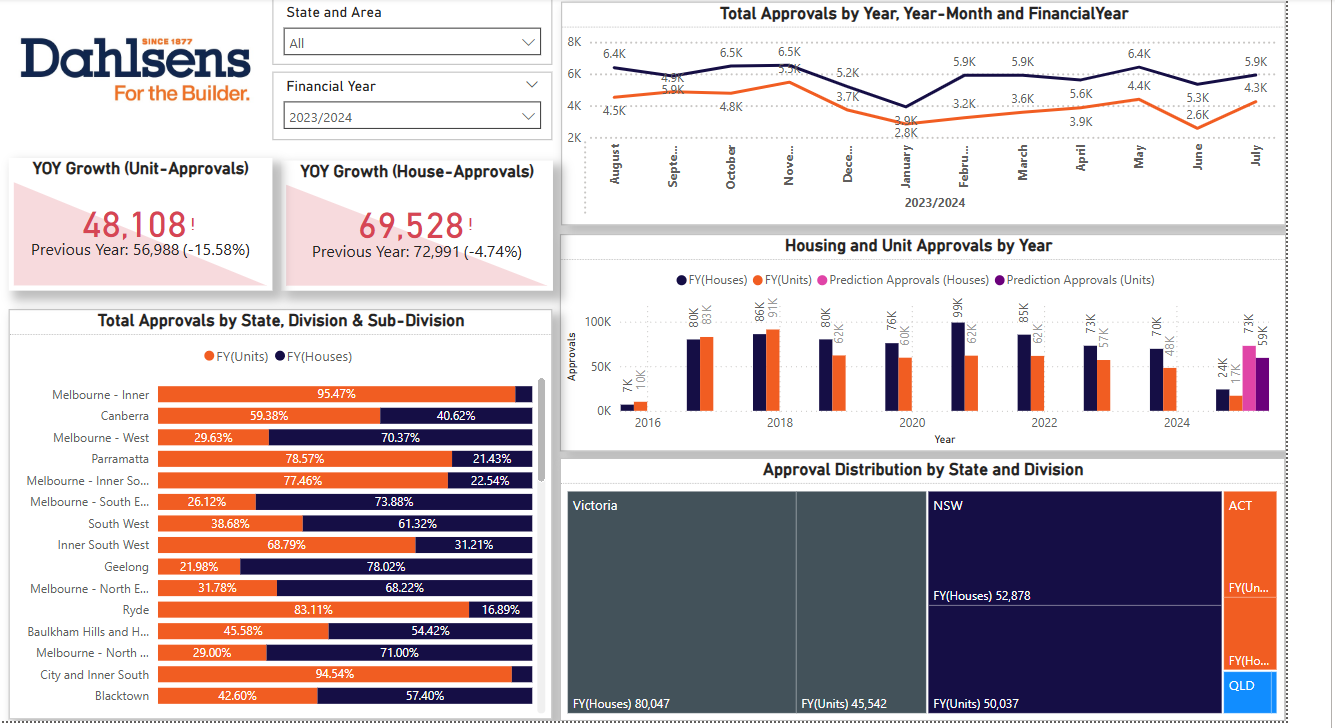 SINCE 1877
Dahlsens
For the Builder.
State and Area
All
Financial Year
2023/2024
YOY Growth (Unit-Approvals)
48,108!
Previous Year: 56,988 (-15.58%)
YOY Growth (House-Approvals)
69,528!
Previous Year: 72,991 (-4.74%)
Total Approvals by State, Division & Sub-Division
FY(Units) FY(Houses)
Melbourne - Inner 95.47%
Canberra 59.38% 40.62%
Melbourne - West 29.63% 70.37%
Parramatta 78.57% 21.43%
Melbourne - Inner So... 77.46% 22.54%
Melbourne - South E... 26.12% 73.88%
South West 38.68% 61.32%
Inner South West 68.79% 31.21%
Geelong 21.98% 78.02%
Melbourne - North E... 31.78% 68.22%
Ryde 83.11% 16.89%
Baulkham Hills and H... 45.58% 54.42%
Melbourne - North ... 29.00% 71.00%
City and Inner South 94.54%
Blacktown 42.60% 57.40%
Total Approvals by Year, Year-Month and FinancialYear
8K
6K
4K
2K
6.4K 5.9K 6.5K 6.5K 5.2K 3.9K 5.9K 5.9K 5.6K 6.4K 5.3K 5.9K
4.5K 4.9K 4.8K 5.5K 3.7K 2.8K 3.2K 3.6K 3.9K 4.4K 2.6K 4.3K
August Septe... October Nove... Dece... January Febru... March April May June July
2023/2024
Housing and Unit Approvals by Year
FY(Houses) FY(Units) Prediction Approvals (Houses) Prediction Approvals (Units)
Approvals
100K
50K
0K
7K 10K 80K 83K 86K 91K 80K 62K 76K 60K 99K 62K 85K 62K 73K 57K 70K 48K 24K 17K 73K 59K
2016 2018 2020 2022 2024
Year
Approval Distribution by State and Division
Victoria
FY(Houses) 80,047
FY(Units) 45,542
NSW
FY(Houses) 52,878
FY(Units) 50,037
ACT
FY(Un...
FY(Ho...
QLD